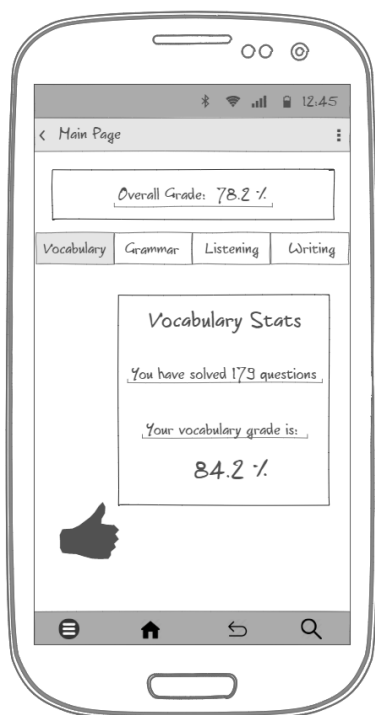 12:45
< Main Page
Overall Grade: 78.2 %
Vocabulary Grammar Listening Writing
Vocabulary Stats
You have solved 179 questions
Your vocabulary grade is:
84.2 %